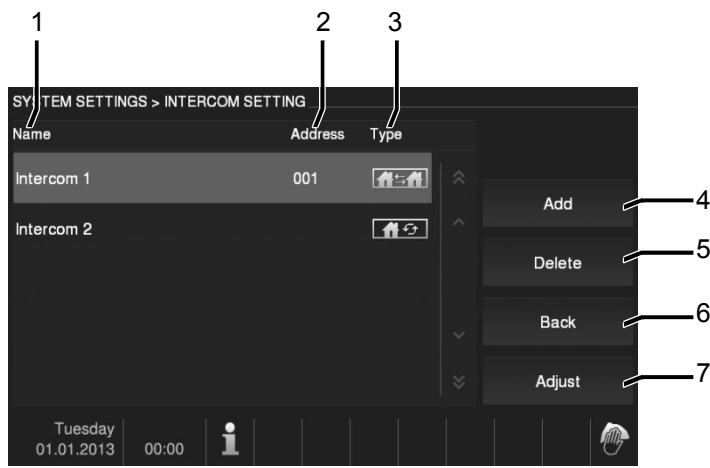 1 2 3
SYSTEM SETTINGS > INTERCOM SETTING
Name Address Type
Intercom 1 001
Intercom 2
Add 4
Delete 5
Back 6
Adjust 7
Tuesday
01.01.2013 00:00